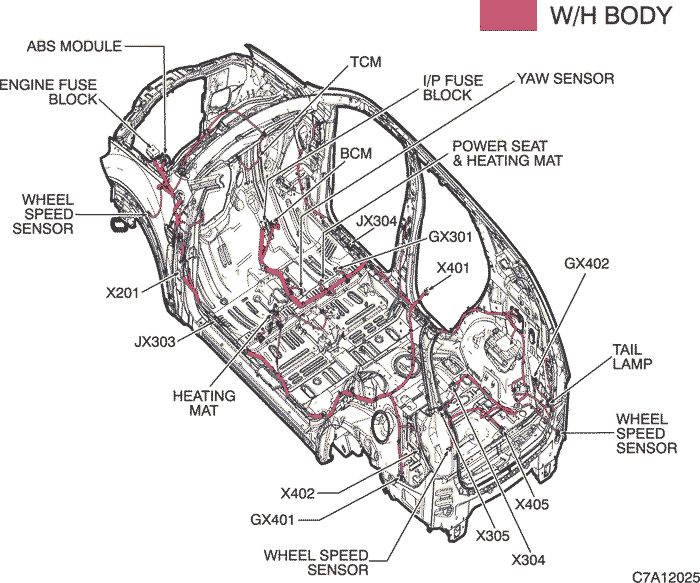 W/H BODY
ABS MODULE
TCM
ENGINE FUSE
BLOCK
I/P FUSE
BLOCK
YAW SENSOR
BCM
POWER SEAT
& HEATING MAT
WHEEL
SPEED
SENSOR
JX304
GX301
X401
GX402
X201
JX303
HEATING
MAT
TAIL
LAMP
WHEEL
SPEED
SENSOR
X402
GX401
X405
X305
X304
WHEEL SPEED
SENSOR
C7A12025